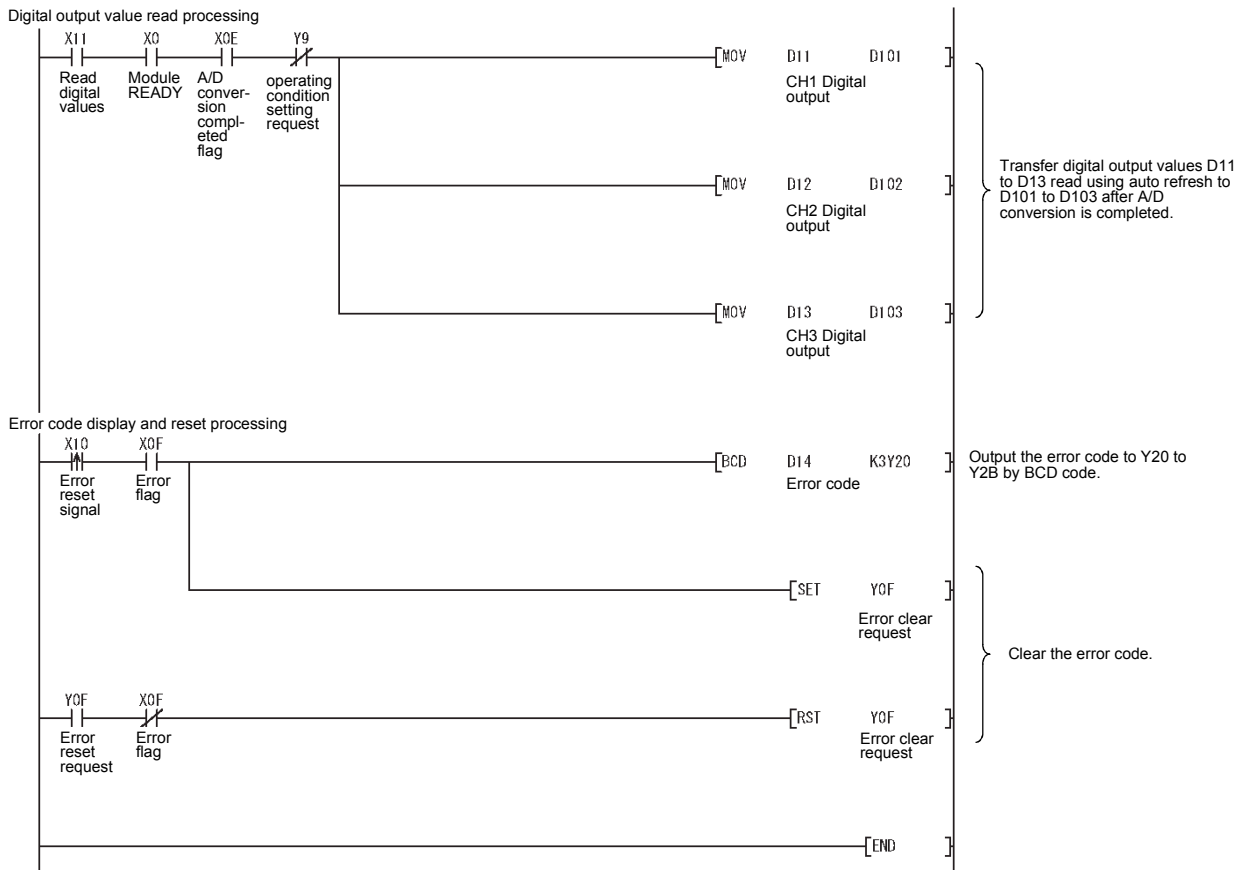 Digital output value read processing
X11 X0 X0E Y9
Read
digital
values
Module
READY
A/D
conver-
sion
compl-
eted
flag
operating
condition
setting
request
[MOV D11 D101 ]
CH1 Digital
output
[MOV D12 D102 ]
CH2 Digital
output
[MOV D13 D103 ]
CH3 Digital
output
Transfer digital output values D11
to D13 read using auto refresh to
D101 to D103 after A/D
conversion is completed.
Error code display and reset processing
X10 X0F
Error
reset
signal
Error
flag
[BCD D14 K3Y20 ]
Error code
Output the error code to Y20 to
Y2B by BCD code.
[SET Y0F ]
Error clear
request
Clear the error code.
Y0F X0F
Error
reset
request
Error
flag
[RST Y0F ]
Error clear
request
[END ]